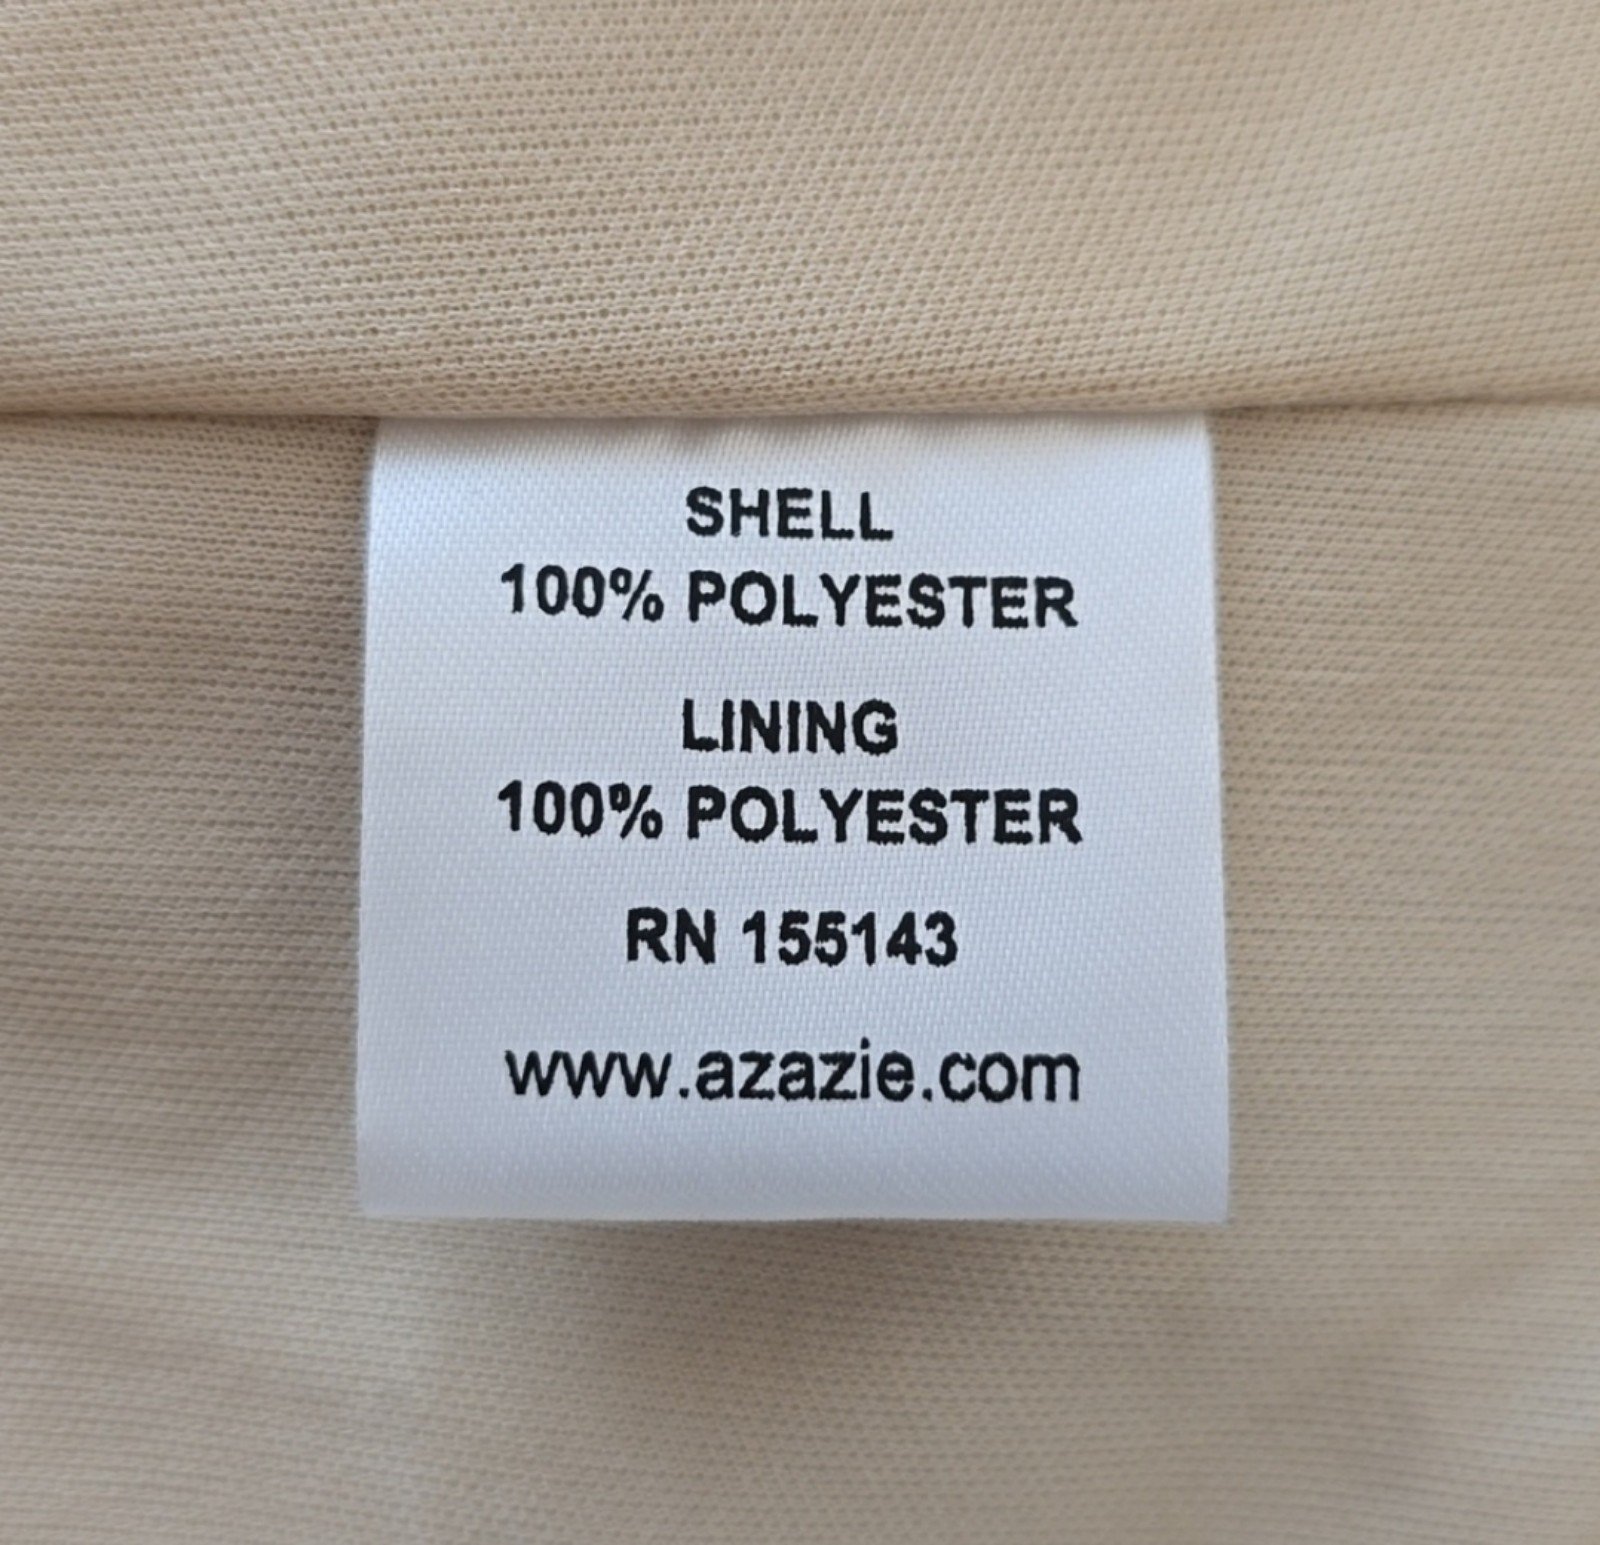 SHELL
100% POLYESTER
LINING
100% POLYESTER
RN 155143
www.azazie.com